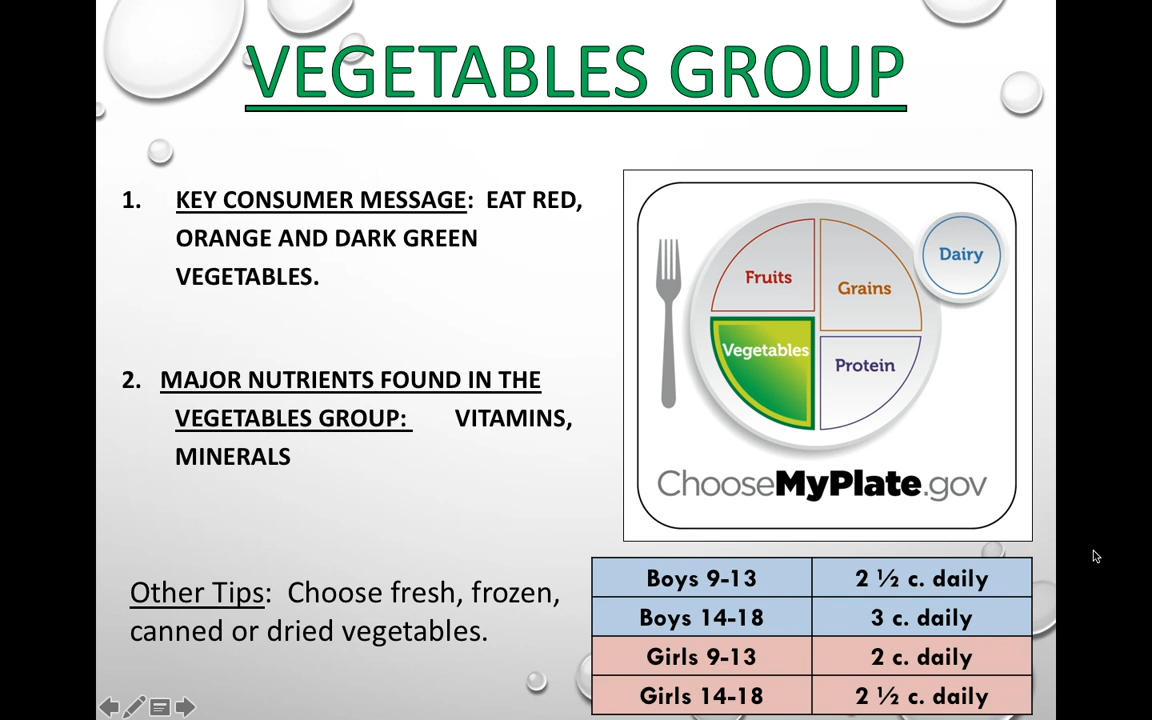 VEGETABLES GROUP
1. KEY CONSUMER MESSAGE: EAT RED,
ORANGE AND DARK GREEN
VEGETABLES.
2. MAJOR NUTRIENTS FOUND IN THE
VEGETABLES GROUP: VITAMINS,
MINERALS
Other Tips: Choose fresh, frozen,
canned or dried vegetables.
Fruits
Grains
Dairy
Vegetables
Protein
ChooseMyPlate.gov
Boys 9-13 2 ½ c. daily
Boys 14-18 3 c. daily
Girls 9-13 2 c. daily
Girls 14-18 2 ½ c. daily